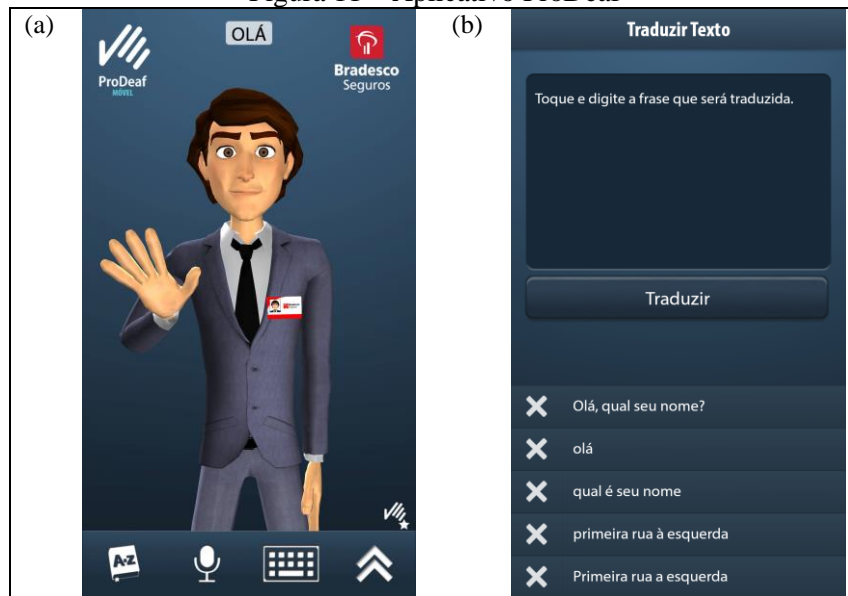 (a)
ProDeaf
MÓVEL
OLÁ
Bradesco
Seguros
A-Z
(b)
Traduzir Texto
Toque e digite a frase que será traduzida.
Traduzir
Olá, qual seu nome?
olá
qual é seu nome
primeira rua à esquerda
Primeira rua a esquerda